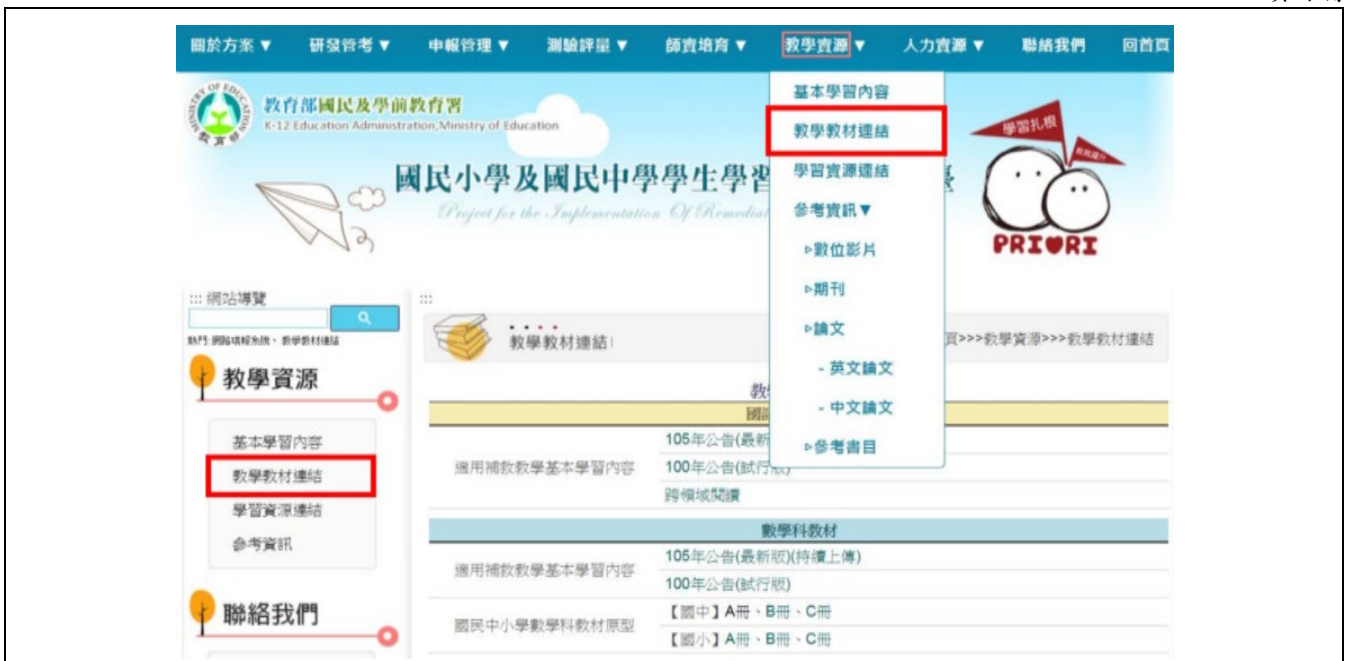 關於方案▼ 研發管考▼ 申報管理▼ 測驗評量▼ 師資培育▼ 教學資源▼ 人力資源▼ 聯絡我們 回首頁
MINISTRY OF EDUCATION
教育部
教育部國民及學前教育署
K-12 Education Administration, Ministry of Education
國民小學及國民中學學生學習
Project for the Implementation Of Remedial
基本學習內容
教學教材連結
學習資源連結
參考資訊▼
▹數位影片
▹期刊
▹論文
- 英文論文
- 中文論文
▹參考書目
學習扎根
PRIORI
::: 網站導覽
教學資源
基本學習內容
教學教材連結
學習資源連結
參考資訊
聯絡我們
:::
教學教材連結
頁>>>教學資源>>>教學教材連結
教
國
適用補救教學基本學習內容
105年公告(最新
100年公告(試行版)
跨領域閱讀
數學科教材
適用補救教學基本學習內容
105年公告(最新版)(持續上傳)
100年公告(試行版)
國民中小學數學科教材原型
【國中】A冊、B冊、C冊
【國小】A冊、B冊、C冊